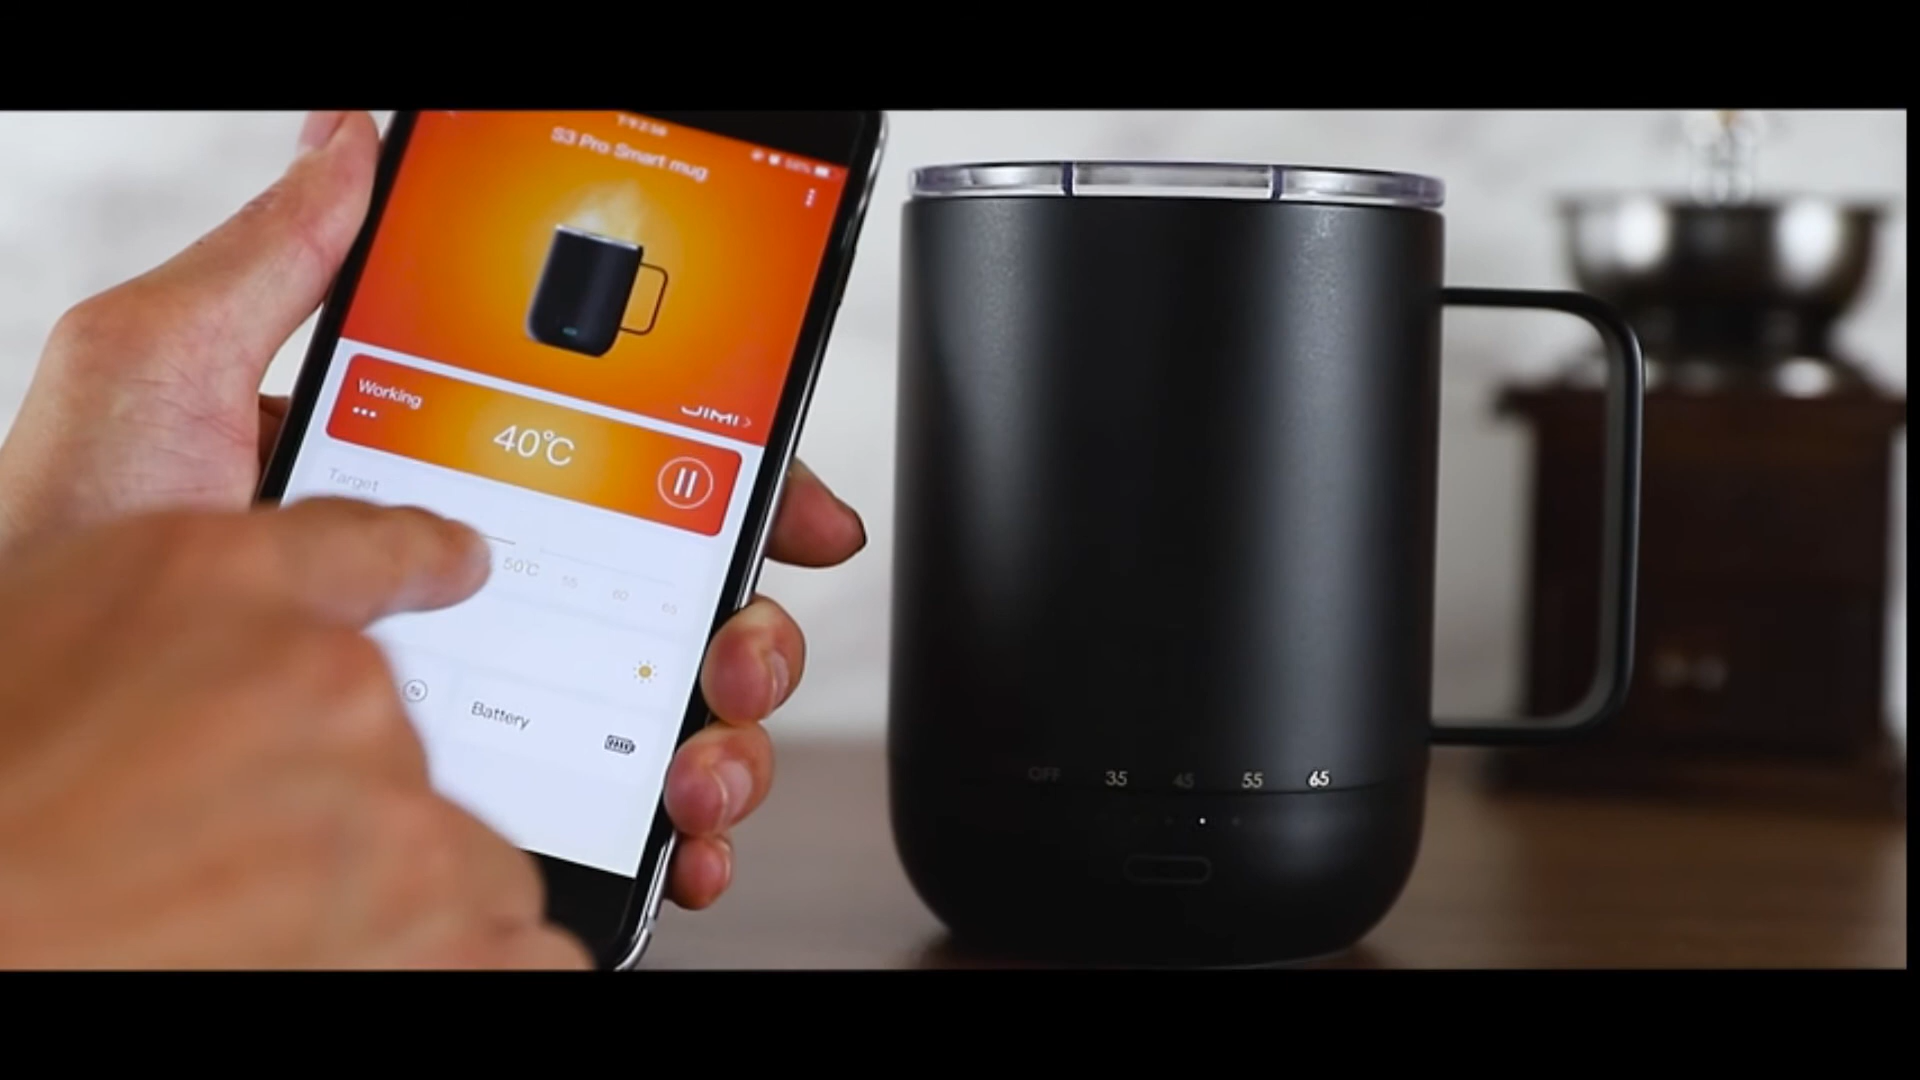 S3 Pro Smart mug
Working
40°C
Target
50°C 55 60 65
Battery
OFF 35 45 55 65